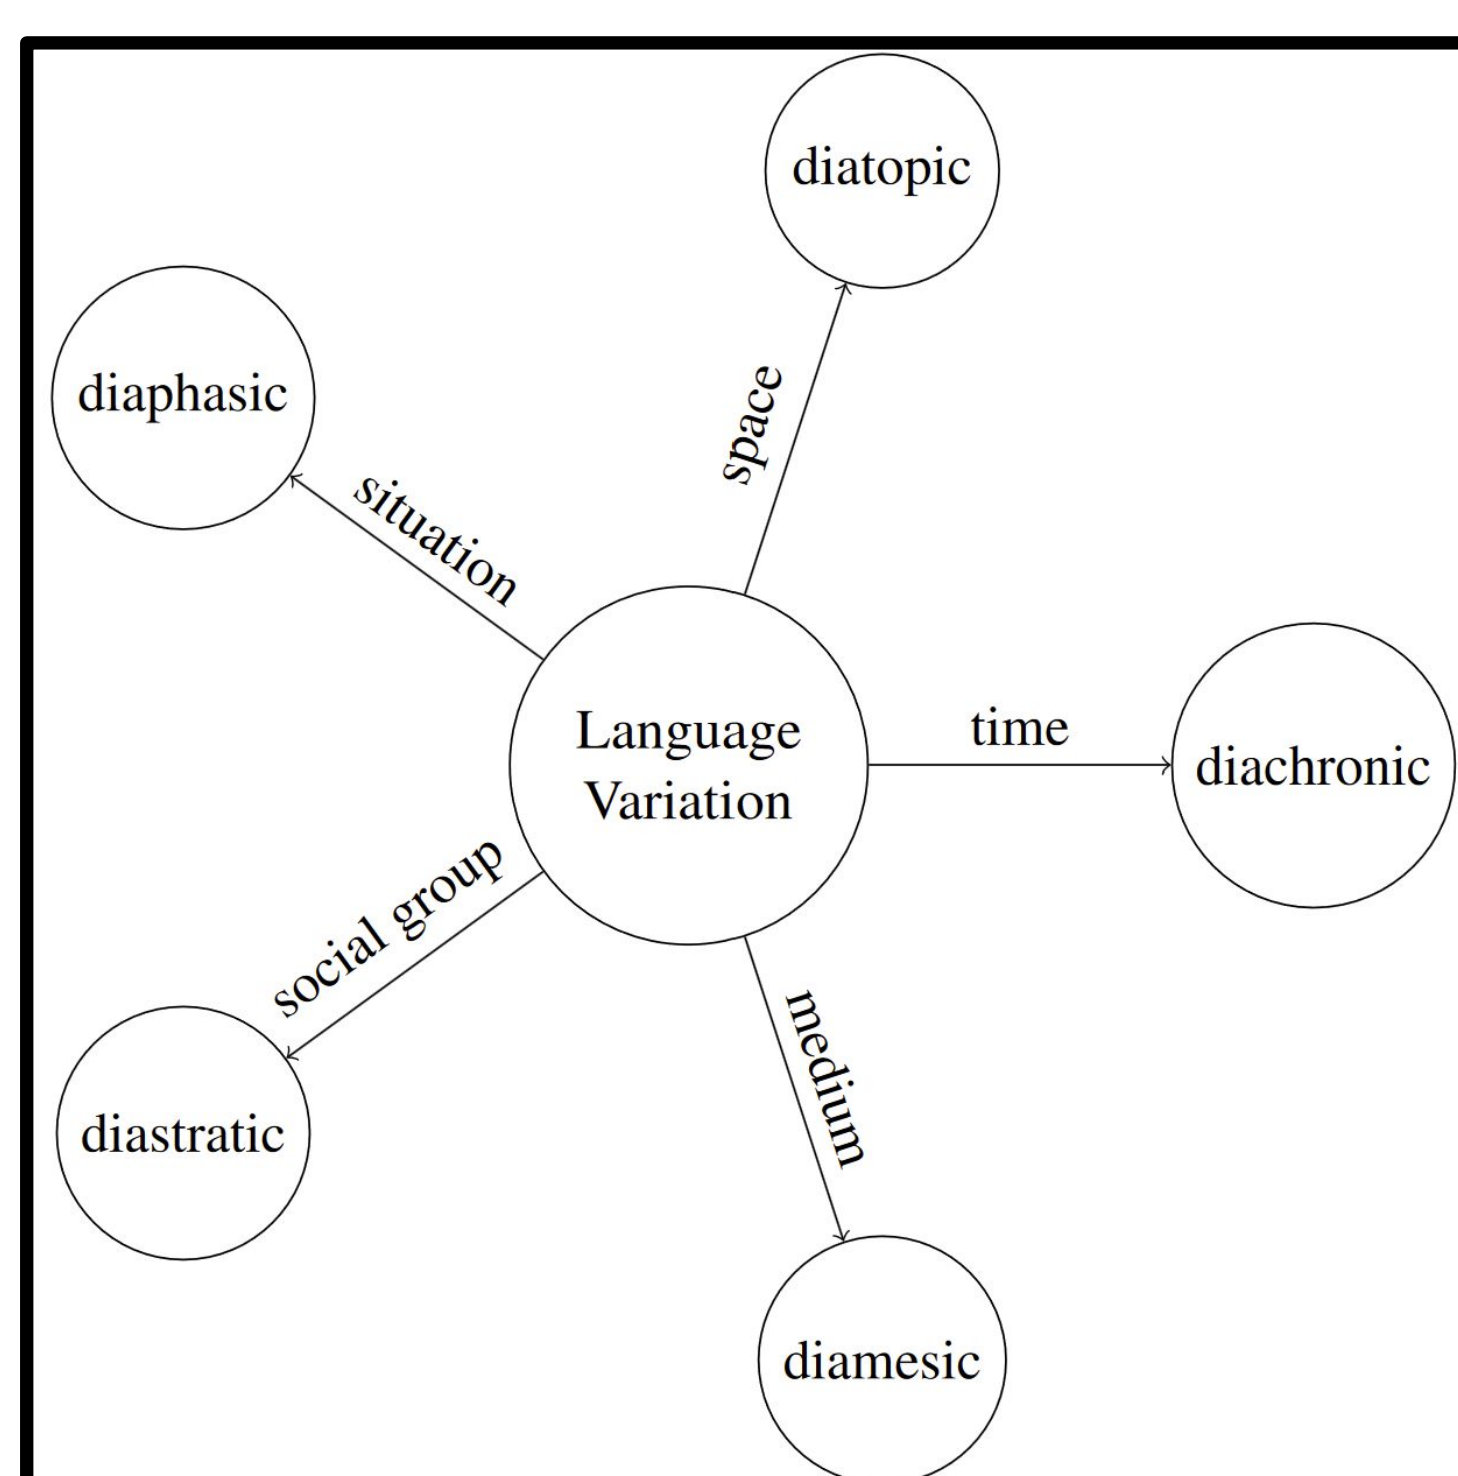 diatopic
diaphasic
space
situation
Language
Variation
time
diachronic
social group
medium
diastratic
diamesic